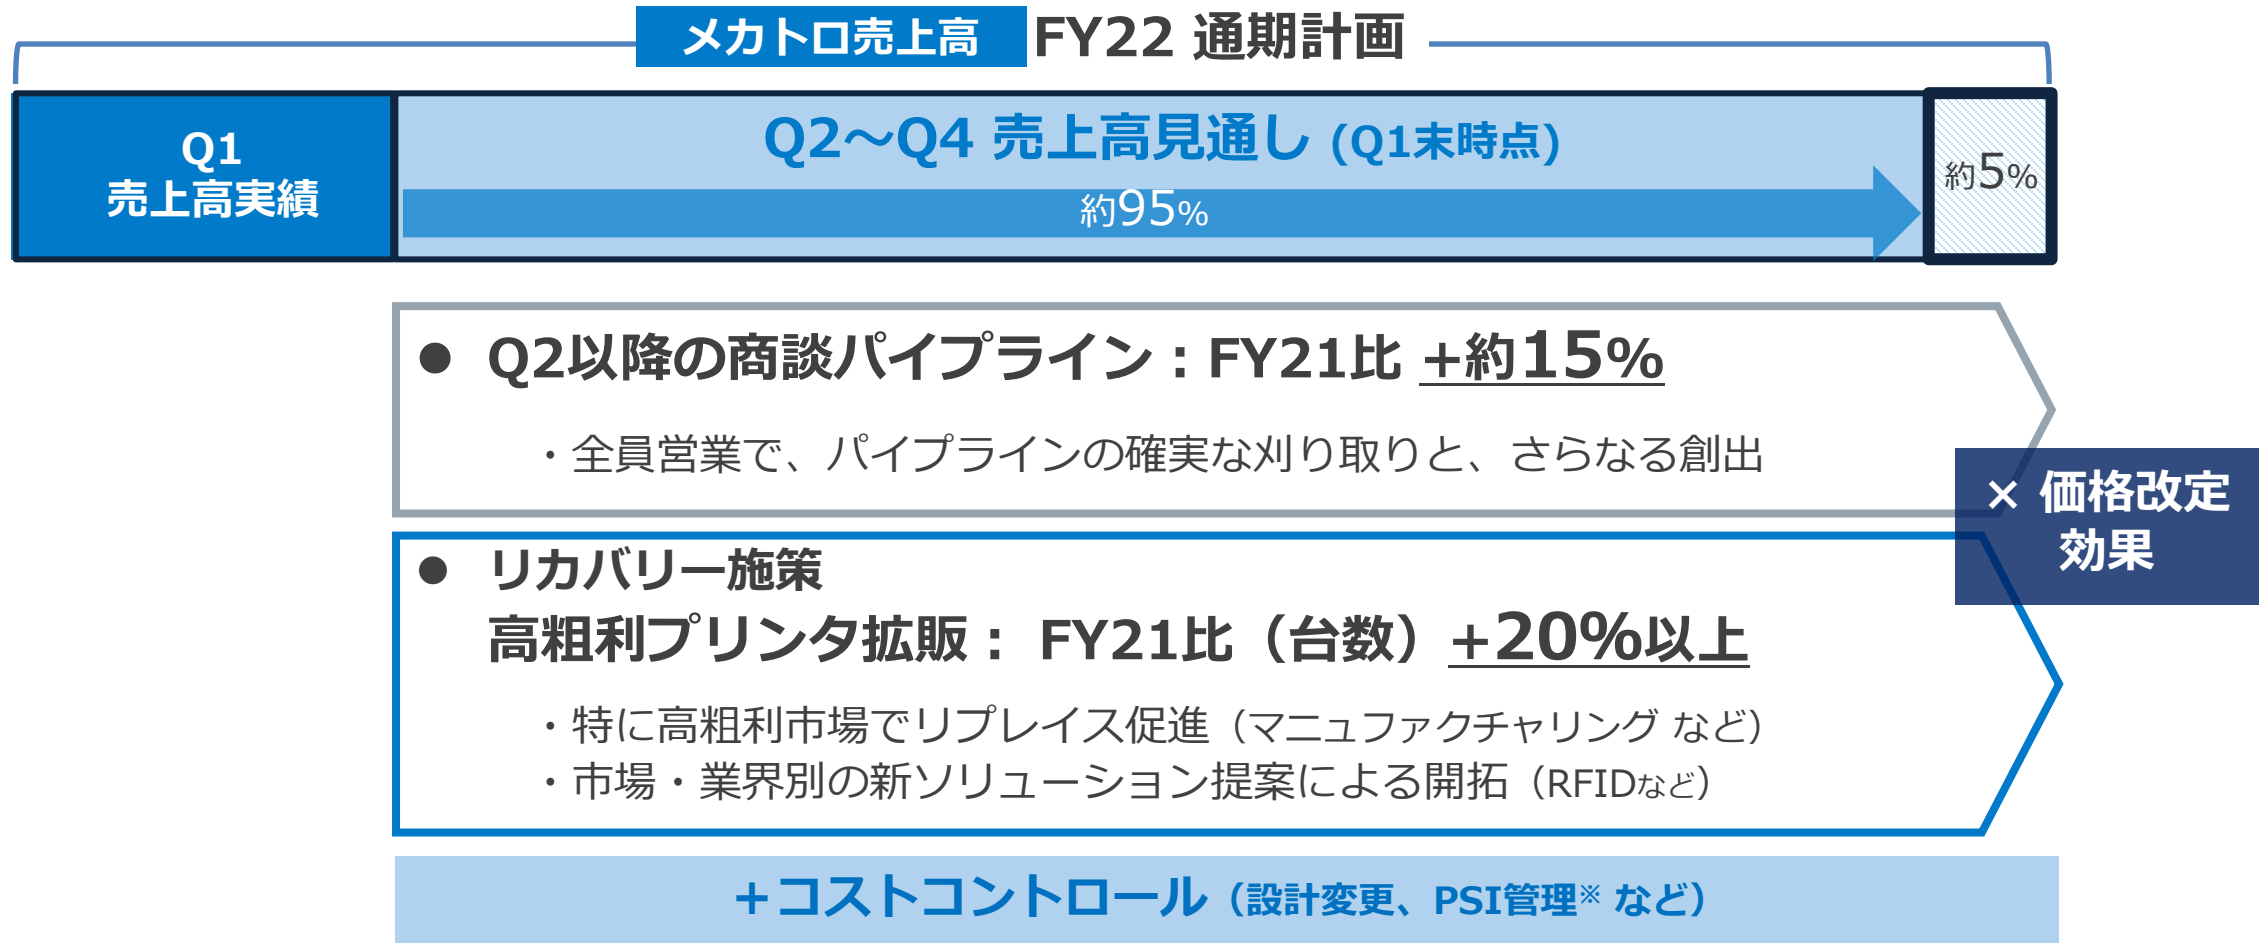 メカトロ売上高 FY22 通期計画
Q1
売上高実績
Q2～Q4 売上高見通し (Q1末時点)
約95%
約5%
● Q2以降の商談パイプライン：FY21比 +約15%
・全員営業で、パイプラインの確実な刈り取りと、さらなる創出
× 価格改定
効果
● リカバリー施策
高粗利プリンタ拡販： FY21比（台数）+20%以上
・特に高粗利市場でリプレイス促進（マニュファクチャリング など）
・市場・業界別の新ソリューション提案による開拓（RFIDなど）
＋コストコントロール（設計変更、PSI管理※ など）